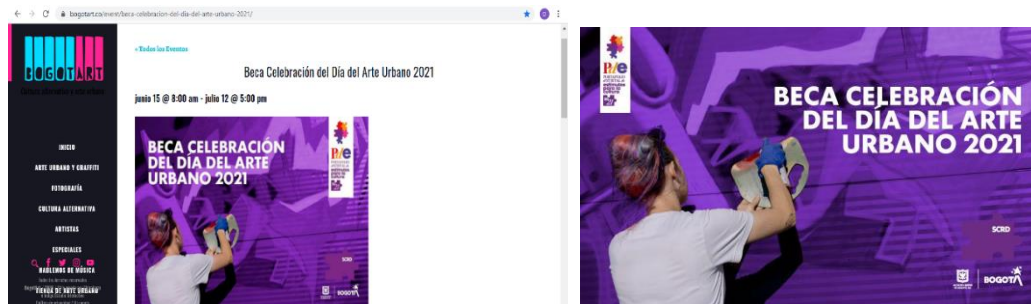 bogotart.co/event/beca-celebracion-del-dia-del-arte-urbano-2021/
BOGOTART
« Todos los Eventos
Beca Celebración del Día del Arte Urbano 2021
junio 15 @ 8:00 am - julio 12 @ 5:00 pm
INICIO
ARTE URBANO Y GRAFFITI
FOTOGRAFÍA
CULTURA ALTERNATIVA
ARTISTAS
ESPECIALES
HABLEMOS DE MÚSICA
TIENDA DE ARTE URBANO
BECA CELEBRACIÓN
DEL DÍA DEL ARTE
URBANO 2021
SCRD
BOGOTÁ
BECA CELEBRACIÓN
DEL DÍA DEL ARTE
URBANO 2021
SCRD
BOGOTÁ